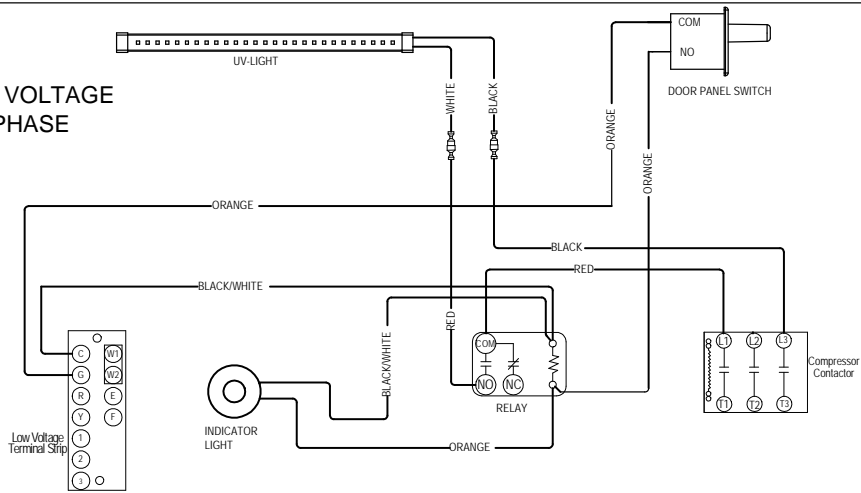 UV-LIGHT
VOLTAGE
PHASE
COM
NO
DOOR PANEL SWITCH
WHITE
BLACK
ORANGE
ORANGE
ORANGE
BLACK
RED
BLACK/WHITE
RED
BLACK/WHITE
C
W1
G
W2
R
E
Y
F
1
2
3
Low Voltage
Terminal Strip
INDICATOR
LIGHT
ORANGE
COM
NO
NC
RELAY
L1
L2
L3
T1
T2
T3
Compressor
Contactor